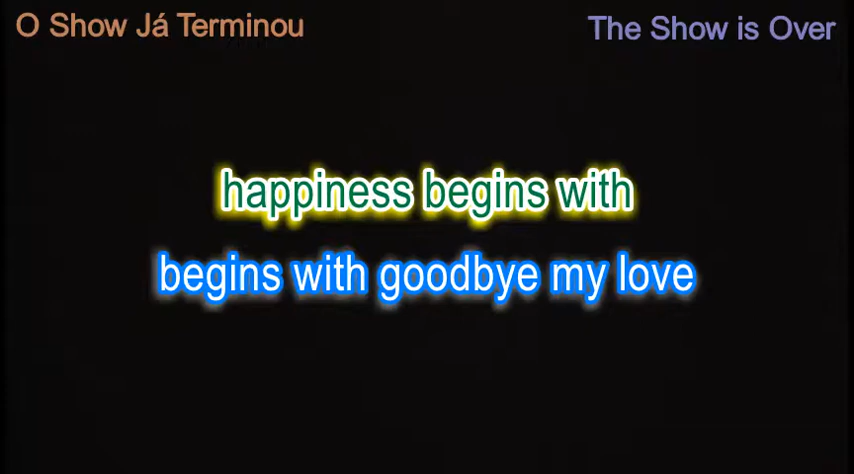 O Show Já Terminou
The Show is Over
happiness begins with
begins with goodbye my love